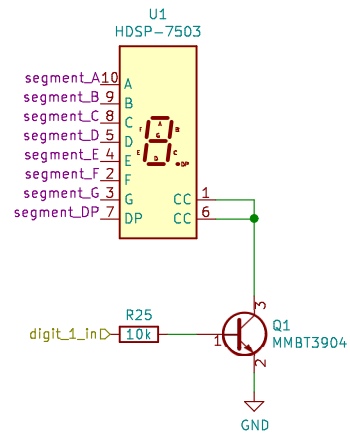 U1
HDSP-7503
segment_A 10 A
segment_B 9 B
segment_C 8 C
segment_D 5 D
segment_E 4 E
segment_F 2 F
segment_G 3 G CC 1
segment_DP 7 DP CC 6
A
F G B
E C
D DP
3
R25
Q1
digit_1_in 10k 1
MMBT3904
2
GND